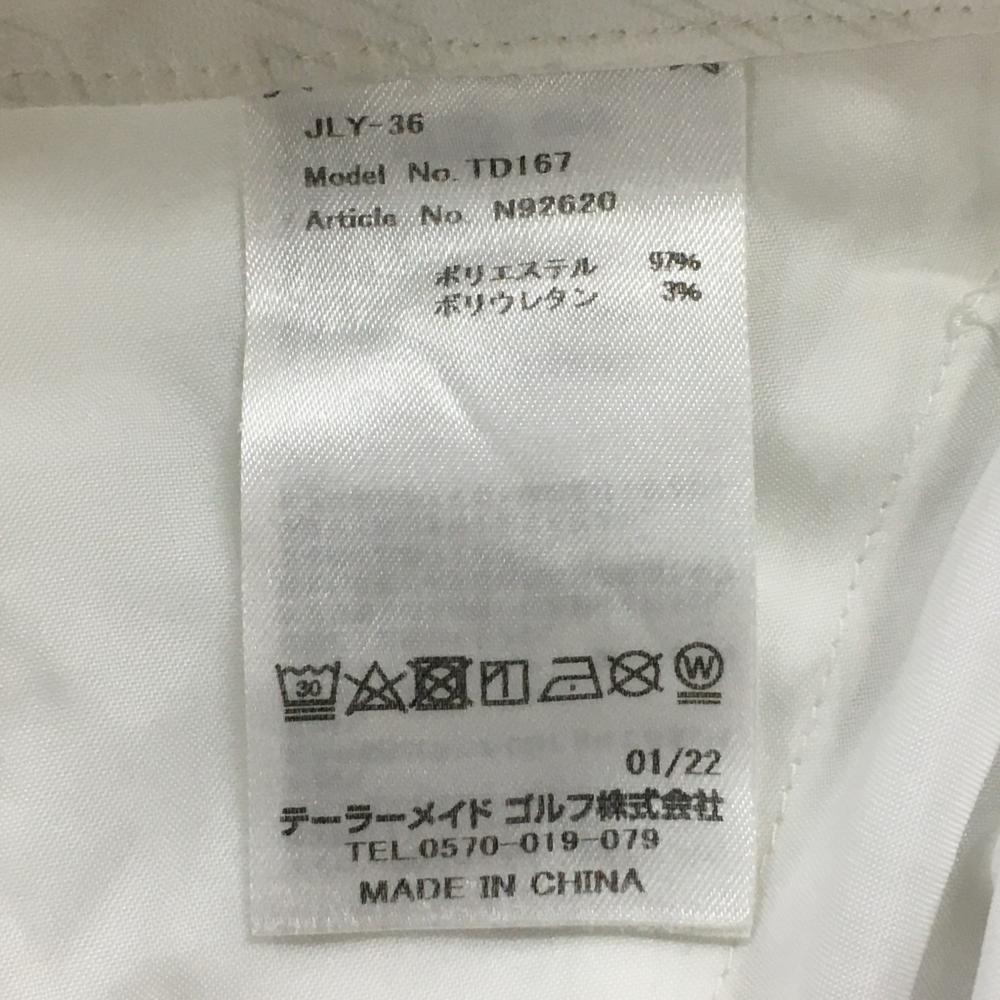 JLY-36
Model No. TD167
Article No N92620
ポリエステル 97%
ポリウレタン 3%
30
W
01/22
テーラーメイド ゴルフ株式会社
TEL.0570-019-079
MADE IN CHINA